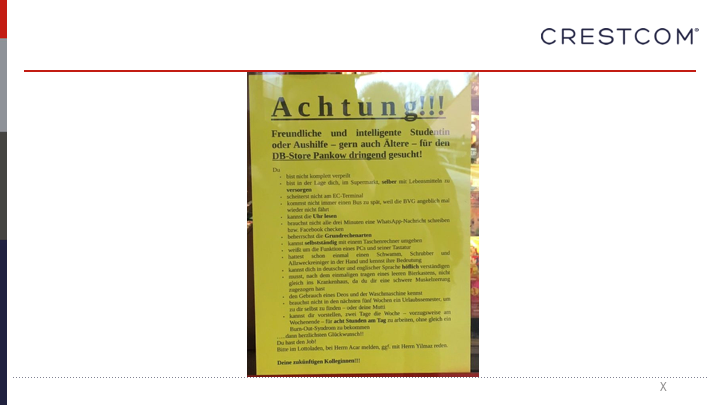 CRESTCOM®
Achtung!!!
Freundliche und intelligente Studentin
oder Aushilfe – gern auch Ältere – für den
DB-Store Pankow dringend gesucht!
Du
- bist nicht komplett verpeilt
- bist in der Lage dich, im Supermarkt, selber mit Lebensmitteln zu
versorgen
- scheiterst nicht am EC-Terminal
- kommst nicht immer einen Bus zu spät, weil die BVG angeblich mal
wieder nicht fährt
- kannst die Uhr lesen
- brauchst nicht alle drei Minuten eine WhatsApp-Nachricht schreiben
bzw. Facebook checken
- beherrschst die Grundrechenarten
- kannst selbstständig mit einem Taschenrechner umgehen
- weißt um die Funktion eines PCs und seiner Tastatur
- hattest schon einmal einen Schwamm, Schrubber und
Allzweckreiniger in der Hand und kennst ihre Bedeutung
- kannst dich in deutscher und englischer Sprache höflich verständigen
- musst, nach dem einmaligen tragen eines leeren Bierkastens, nicht
gleich ins Krankenhaus, da du dir eine schwere Muskelzerrung
zugezogen hast
- den Gebrauch eines Deos und der Waschmaschine kennst
- brauchst nicht in den nächsten fünf Wochen ein Urlaubssemester, um
zu dir selbst zu finden – oder deine Mutti
- kannst dir vorstellen, zwei Tage die Woche – vorzugsweise am
Wochenende – für acht Stunden am Tag zu arbeiten, ohne gleich ein
Burn-Out-Syndrom zu bekommen
… dann herzlichsten Glückwunsch!!
Du hast den Job!
Bitte im Lottoladen, bei Herrn Acar melden, ggf. mit Herrn Yilmaz reden.
Deine zukünftigen KollegInnen!!!
X